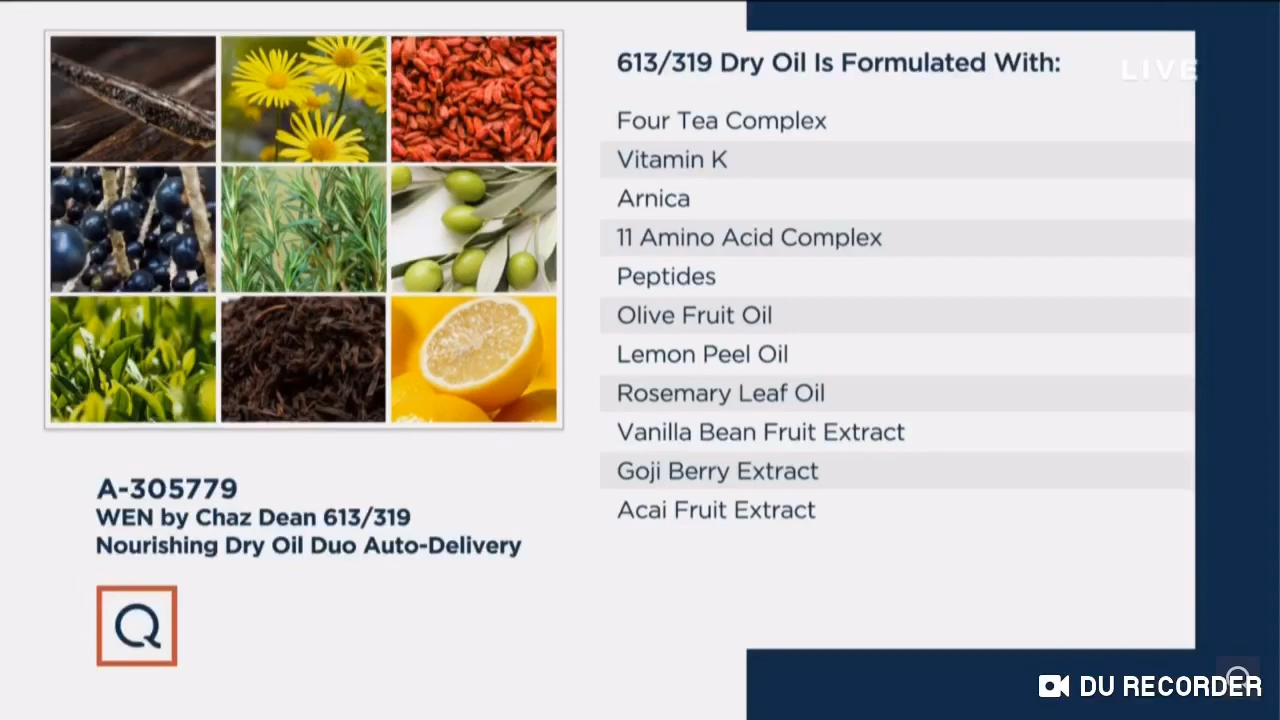 613/319 Dry Oil Is Formulated With:
LIVE
Four Tea Complex
Vitamin K
Arnica
11 Amino Acid Complex
Peptides
Olive Fruit Oil
Lemon Peel Oil
Rosemary Leaf Oil
Vanilla Bean Fruit Extract
Goji Berry Extract
Acai Fruit Extract
A-305779
WEN by Chaz Dean 613/319
Nourishing Dry Oil Duo Auto-Delivery
Q
DU RECORDER